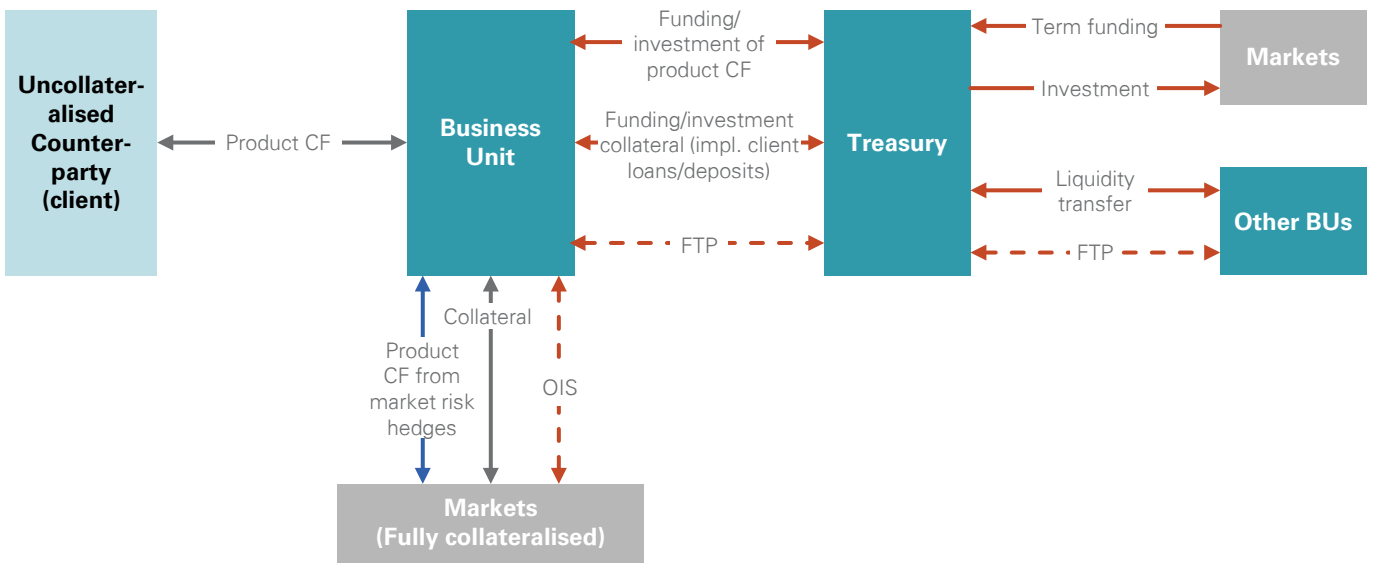 Uncollater-
alised
Counter-
party
(client)
Product CF
Business
Unit
Funding/
investment of
product CF
Funding/investment
collateral (impl. client
loans/deposits)
FTP
Treasury
Term funding
Investment
Markets
Liquidity
transfer
FTP
Other BUs
Product
CF from
market risk
hedges
Collateral
OIS
Markets
(Fully collateralised)